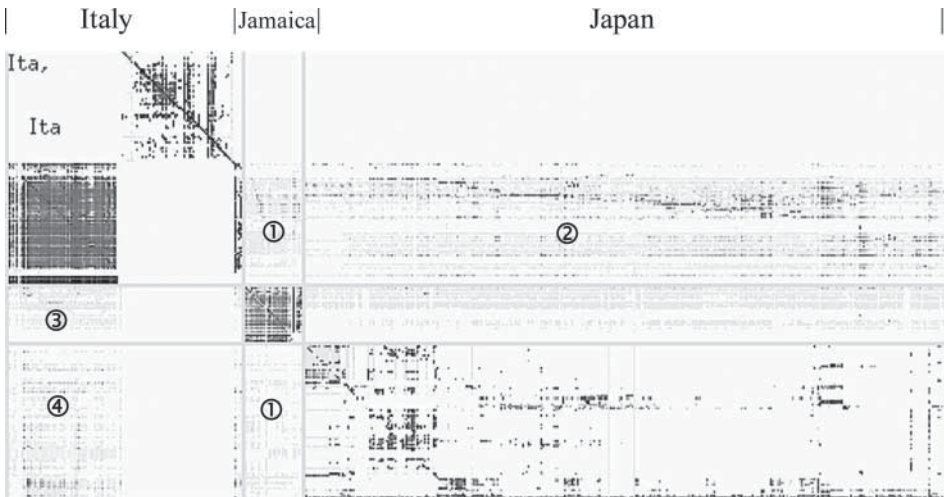 Italy Jamaica Japan
Ita,
Ita
① ②
③
④ ①